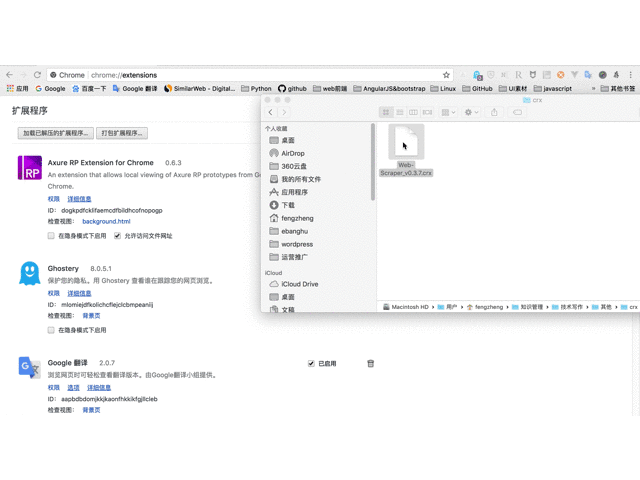 Chrome | chrome://extensions
应用 G Google 百度一下 Google 翻译 SimilarWeb - Digital... Python github web前端 AngularJS&bootstrap Linux GitHub UI素材 javascript » 其他书签
扩展程序
加载已解压的扩展程序... 打包扩展程序...
Axure RP Extension for Chrome 0.6.3
An extension that allows local viewing of Axure RP prototypes from
Chrome.
权限 详细信息
ID: dogkpdfcklifaemcdfbildhcofnopogp
检查视图: background.html
在隐身模式下启用 允许访问文件网址
Ghostery 8.0.5.1
保护您的隐私。用 Ghostery 查看谁在跟踪您的网页浏览。
权限 详细信息
ID: mlomiejdfkolichcflejclcbmpeaniij
检查视图: 背景页
在隐身模式下启用
Google 翻译 2.0.7
已启用
浏览网页时可轻松查看翻译版本。由Google翻译小组提供。
权限 选项 详细信息
ID: aapbdbdomjkkjkaonfhkkikfgjllcleb
检查视图: 背景页
crx
个人收藏
桌面
AirDrop
360云盘
我的所有文件
应用程序
下载
fengzheng
ebanghu
wordpress
运营推广
iCloud
iCloud Drive
桌面
文稿
Web-
Scraper_v0.3.7.crx
Macintosh HD 用户 fengzheng 知识管理 技术写作 其他 crx